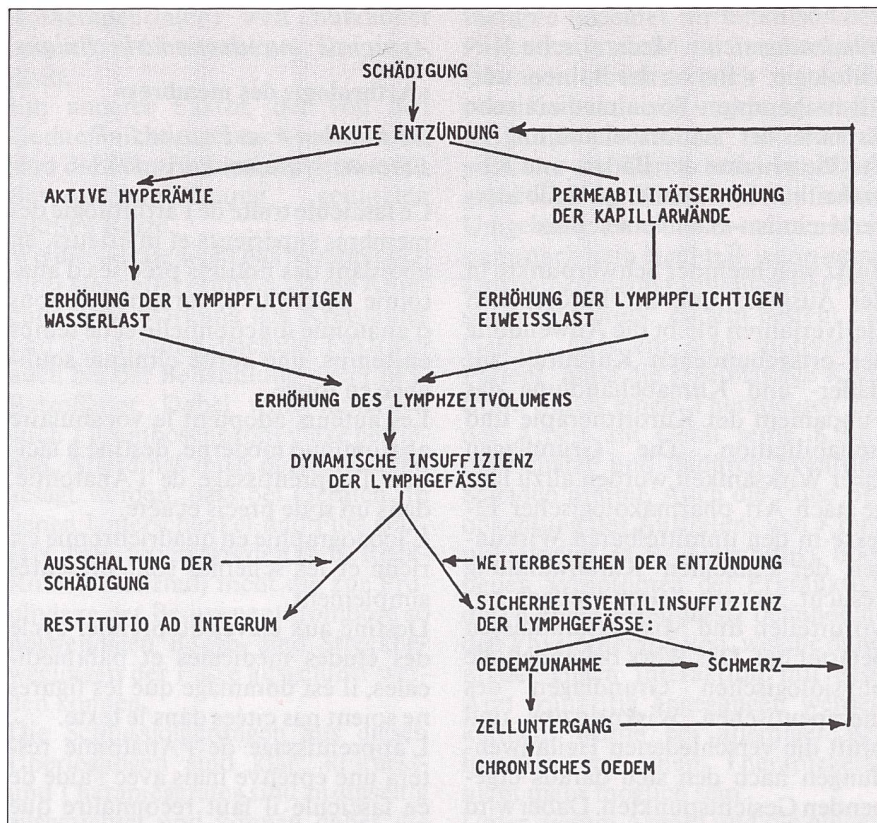 SCHÄDIGUNG
AKUTE ENTZÜNDUNG
AKTIVE HYPERÄMIE
PERMEABILITÄTSERHÖHUNG
DER KAPILLARWÄNDE
ERHÖHUNG DER LYMPHPFLICHTIGEN
WASSERLAST
ERHÖHUNG DER LYMPHPFLICHTIGEN
EIWEISSLAST
ERHÖHUNG DES LYMPHZEITVOLUMENS
DYNAMISCHE INSUFFIZIENZ
DER LYMPHGEFÄSSE
AUSSCHALTUNG DER
SCHÄDIGUNG
WEITERBESTEHEN DER ENTZÜNDUNG
RESTITUTIO AD INTEGRUM
SICHERHEITSVENTILINSUFFIZIENZ
DER LYMPHGEFÄSSE:
OEDEMZUNAHME
SCHMERZ
ZELLUNTERGANG
CHRONISCHES OEDEM